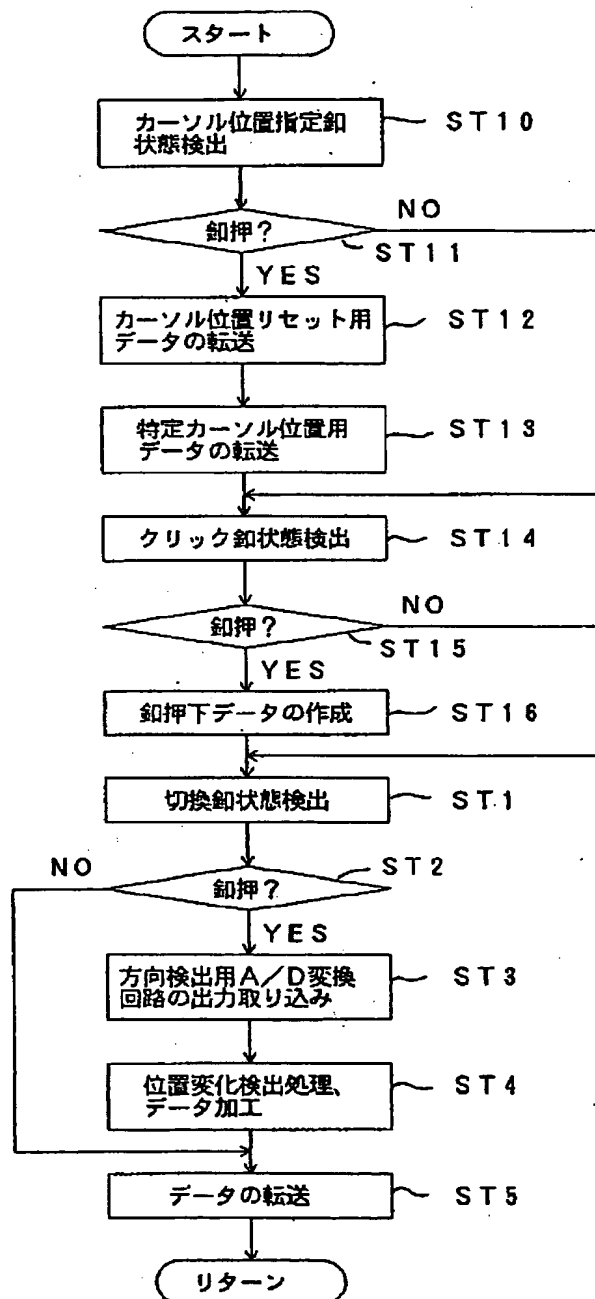 スタート
カーソル位置指定釦
状態検出
ST10
釦押？
NO
ST11
YES
カーソル位置リセット用
データの転送
ST12
特定カーソル位置用
データの転送
ST13
クリック釦状態検出
ST14
釦押？
NO
ST15
YES
釦押下データの作成
ST16
切換釦状態検出
ST1
NO
釦押？
ST2
YES
方向検出用A／D変換
回路の出力取り込み
ST3
位置変化検出処理、
データ加工
ST4
データの転送
ST5
リターン